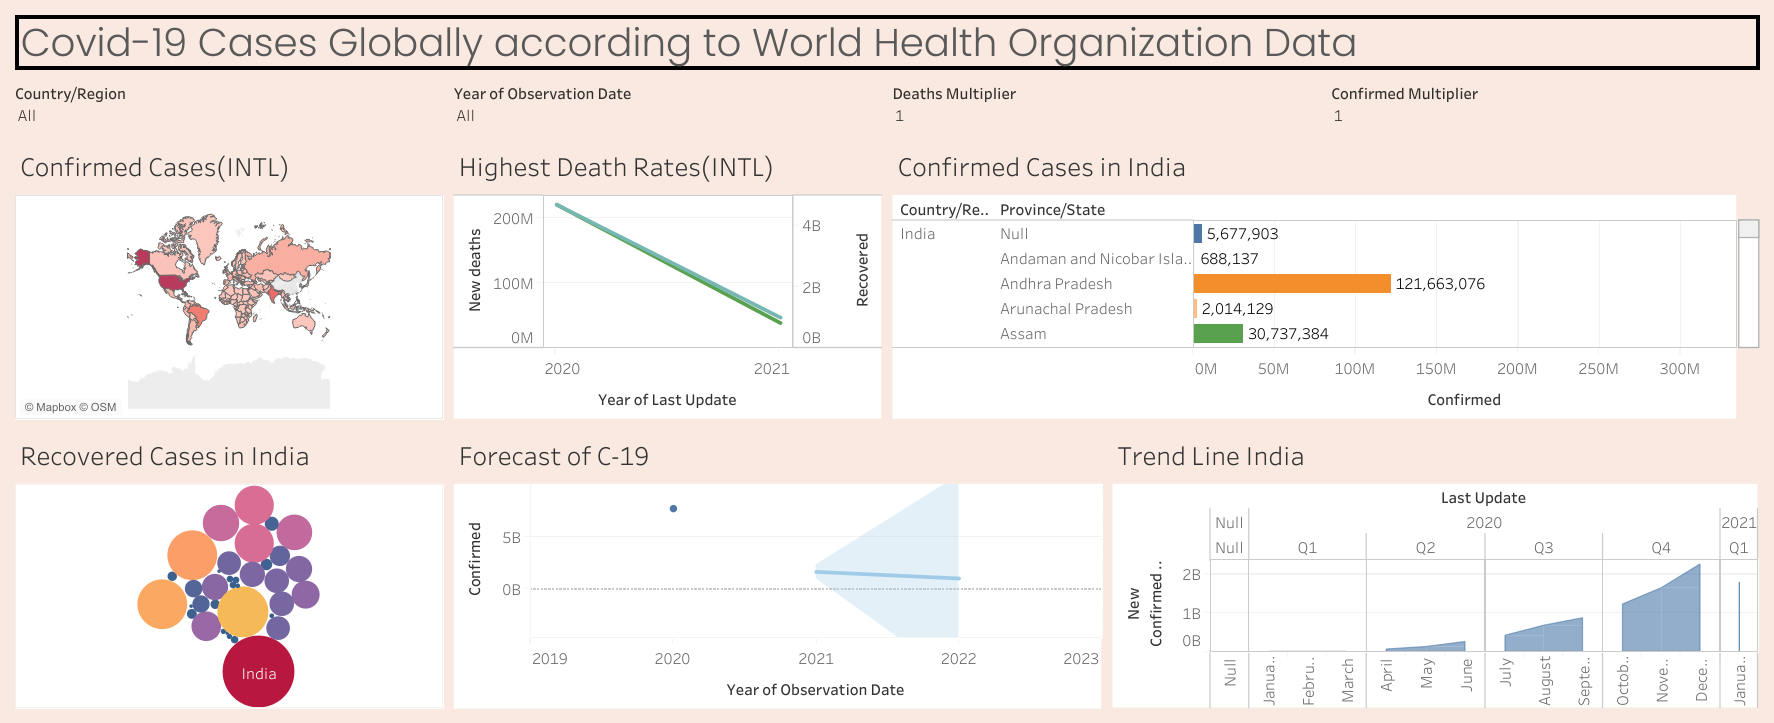 Covid-19 Cases Globally according to World Health Organization Data
Country/Region
All
Year of Observation Date
All
Deaths Multiplier
1
Confirmed Multiplier
1
Confirmed Cases(INTL)
© Mapbox © OSM
Highest Death Rates(INTL)
New deaths
200M
100M
0M
4B
2B
0B
Recovered
2020 2021
Year of Last Update
Confirmed Cases in India
Country/Re.. Province/State
India Null 5,677,903
Andaman and Nicobar Isla.. 688,137
Andhra Pradesh 121,663,076
Arunachal Pradesh 2,014,129
Assam 30,737,384
0M 50M 100M 150M 200M 250M 300M
Confirmed
Recovered Cases in India
India
Forecast of C-19
Confirmed
5B
0B
2019 2020 2021 2022 2023
Year of Observation Date
Trend Line India
Last Update
Null 2020 2021
Null Q1 Q2 Q3 Q4 Q1
New
Confirmed ..
2B
1B
0B
Null Janua.. Febru.. March April May June July August Septe.. Octob.. Nove.. Dece.. Janua..